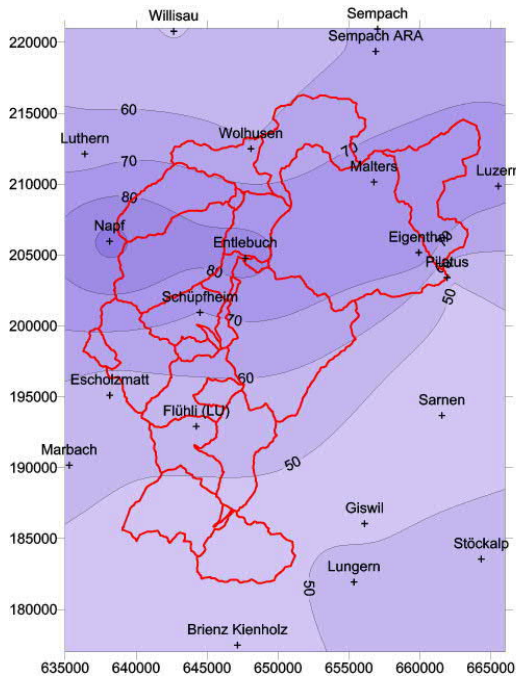 Willisau
Sempach
220000
Sempach ARA
215000
60
Luthern
Wolhusen
70
70
Malters
210000
Luzern
80
Napf
Eigenthal
70
205000
Entlebuch
Pilatus
80
50
Schüpfheim
200000
70
60
Escholzmatt
195000
Sarnen
Flühli (LU)
Marbach
190000
50
Giswil
185000
Stöckalp
Lungern
50
180000
Brienz Kienholz
635000 640000 645000 650000 655000 660000 665000